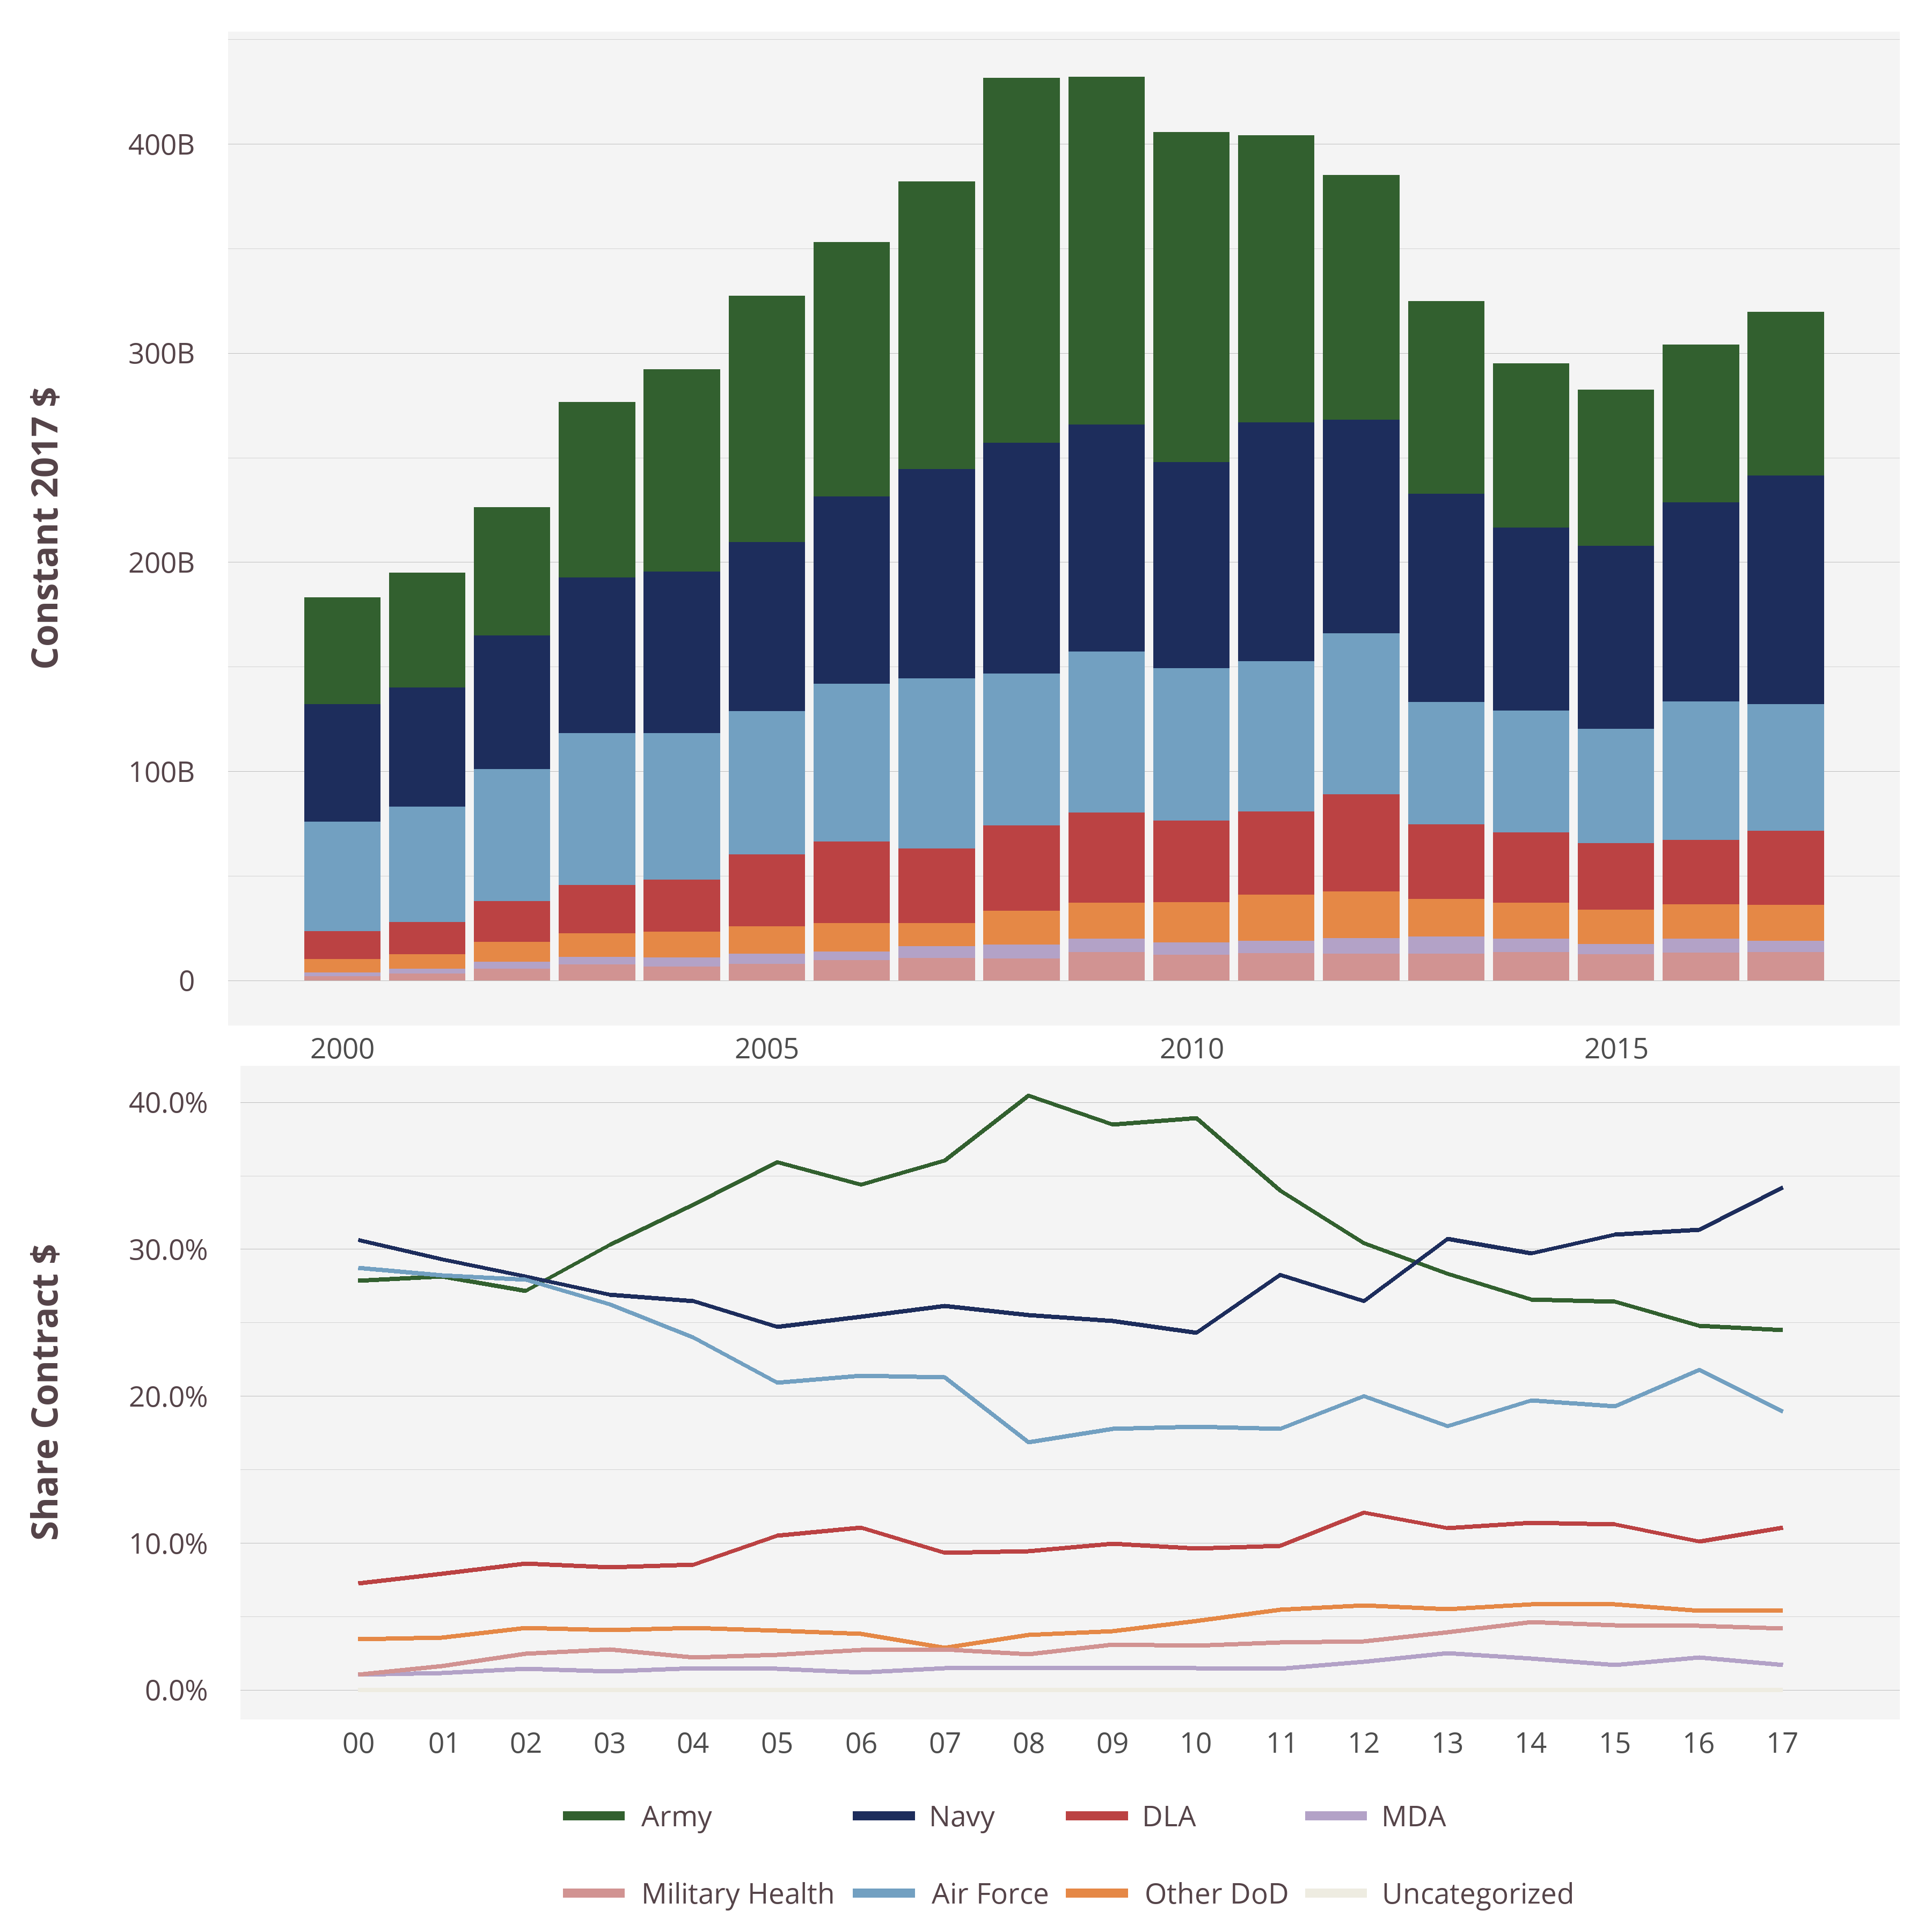 Constant 2017 $
400B
300B
200B
100B
0
2000 2005 2010 2015
Share Contract $
40.0%
30.0%
20.0%
10.0%
0.0%
00 01 02 03 04 05 06 07 08 09 10 11 12 13 14 15 16 17
Army Navy DLA MDA
Military Health Air Force Other DoD Uncategorized